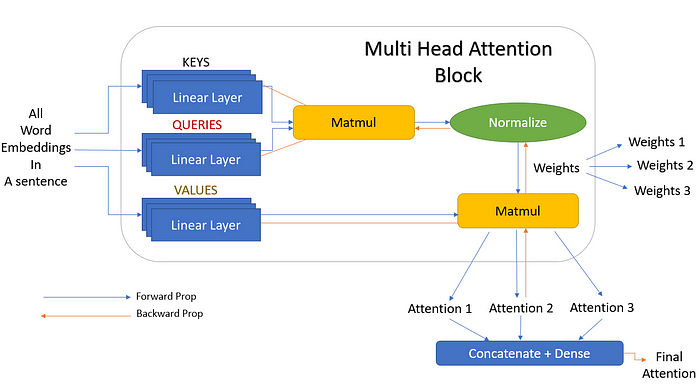 Multi Head Attention
Block
KEYS
Linear Layer
QUERIES
Linear Layer
VALUES
Linear Layer
All
Word
Embeddings
In
A sentence
Matmul
Normalize
Weights
Weights 1
Weights 2
Weights 3
Matmul
Forward Prop
Backward Prop
Attention 1
Attention 2
Attention 3
Concatenate + Dense
Final
Attention